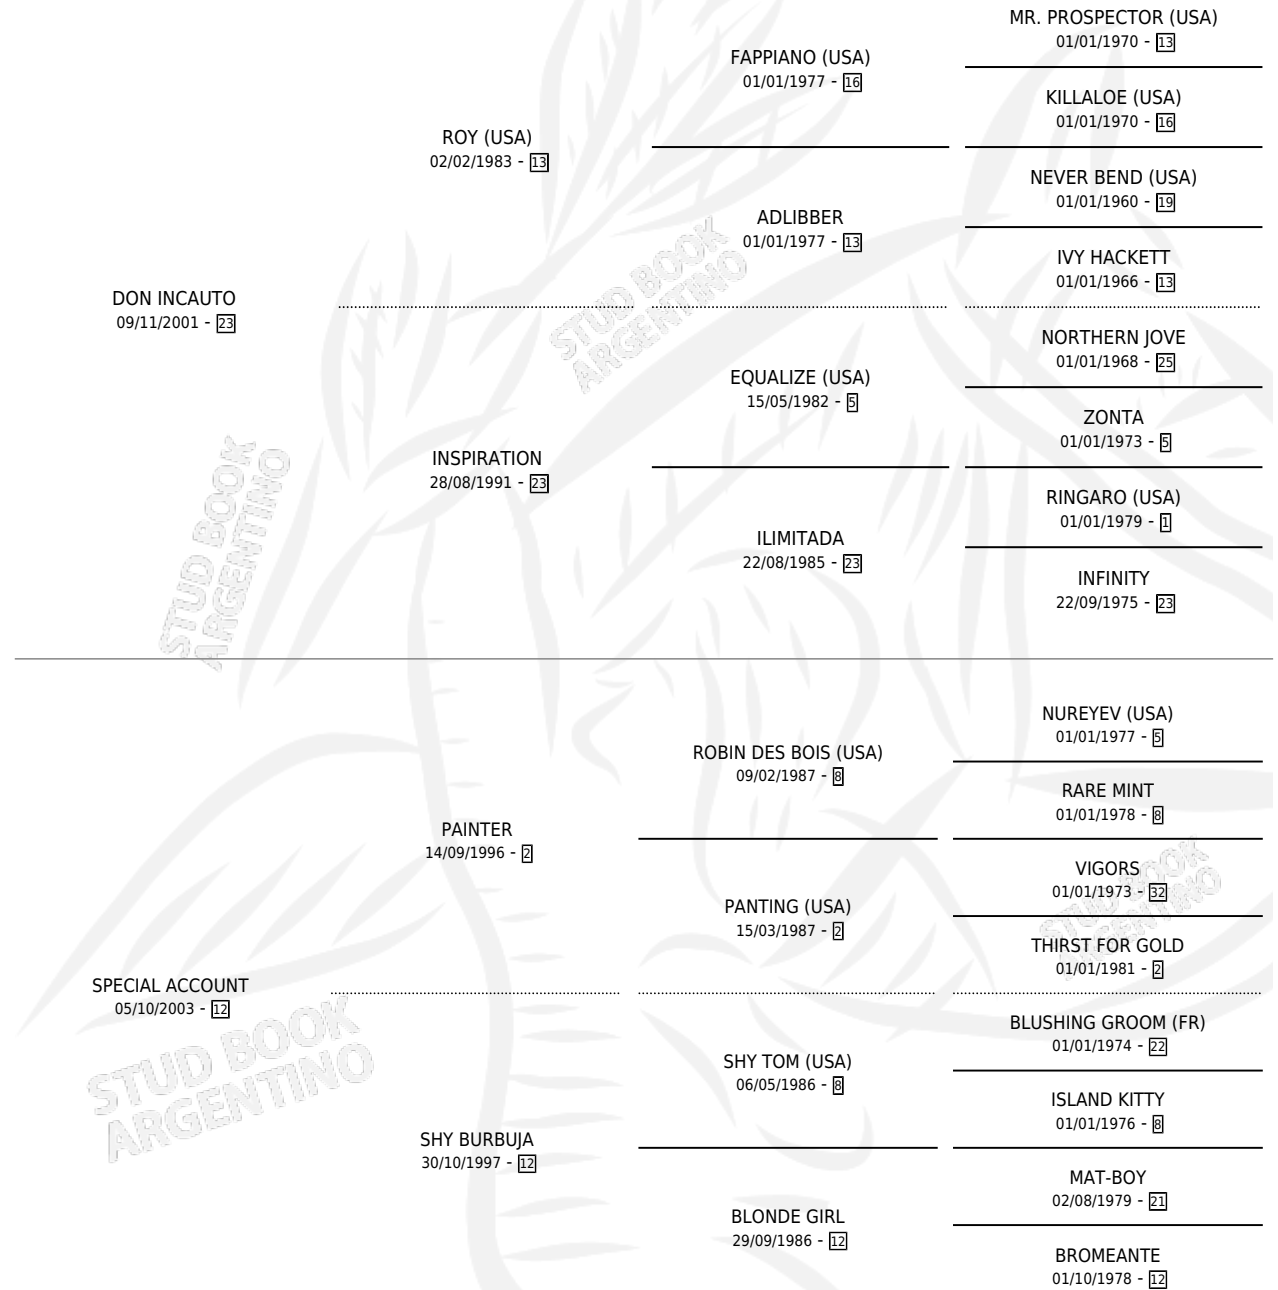 MR. PROSPECTOR (USA)
01/01/1970 - 13
FAPPIANO (USA)
01/01/1977 - 16
KILLALOE (USA)
01/01/1970 - 16
ROY (USA)
02/02/1983 - 13
NEVER BEND (USA)
01/01/1960 - 19
ADLIBBER
01/01/1977 - 13
IVY HACKETT
01/01/1966 - 13
DON INCAUTO
09/11/2001 - 23
NORTHERN JOVE
01/01/1968 - 25
EQUALIZE (USA)
15/05/1982 - 5
ZONTA
01/01/1973 - 5
INSPIRATION
28/08/1991 - 23
RINGARO (USA)
01/01/1979 - 1
ILIMITADA
22/08/1985 - 23
INFINITY
22/09/1975 - 23
STUD BOOK
ARGENTINO
STUD BOOK
ARGENTINO
NUREYEV (USA)
01/01/1977 - 5
ROBIN DES BOIS (USA)
09/02/1987 - 8
RARE MINT
01/01/1978 - 8
PAINTER
14/09/1996 - 2
VIGORS
01/01/1973 - 32
PANTING (USA)
15/03/1987 - 2
THIRST FOR GOLD
01/01/1981 - 2
SPECIAL ACCOUNT
05/10/2003 - 12
BLUSHING GROOM (FR)
01/01/1974 - 22
SHY TOM (USA)
06/05/1986 - 8
ISLAND KITTY
01/01/1976 - 8
SHY BURBUJA
30/10/1997 - 12
MAT-BOY
02/08/1979 - 21
BLONDE GIRL
29/09/1986 - 12
BROMEANTE
01/10/1978 - 12
STUD BOOK
ARGENTINO
STUD BOOK
ARGENTINO